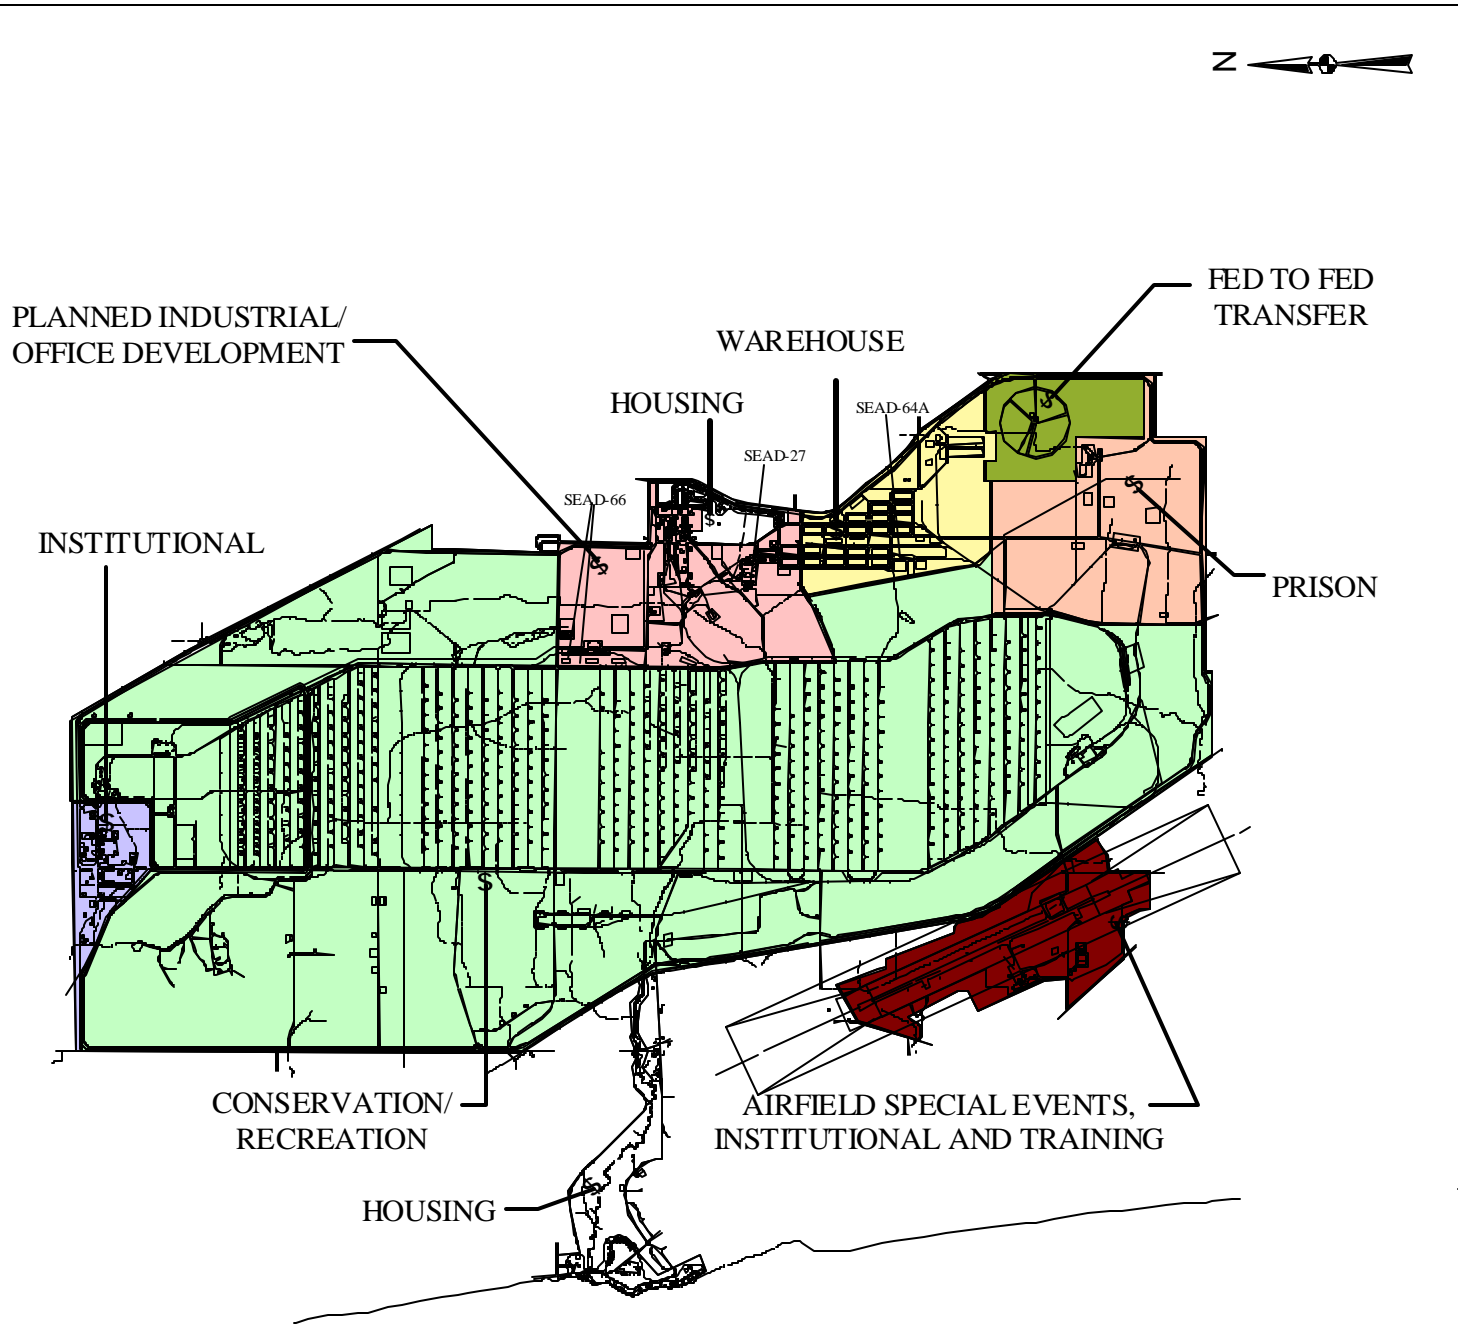 N
FED TO FED
TRANSFER
PLANNED INDUSTRIAL/
OFFICE DEVELOPMENT
WAREHOUSE
HOUSING
SEAD-64A
SEAD-27
SEAD-66
INSTITUTIONAL
PRISON
CONSERVATION/
RECREATION
AIRFIELD SPECIAL EVENTS,
INSTITUTIONAL AND TRAINING
HOUSING